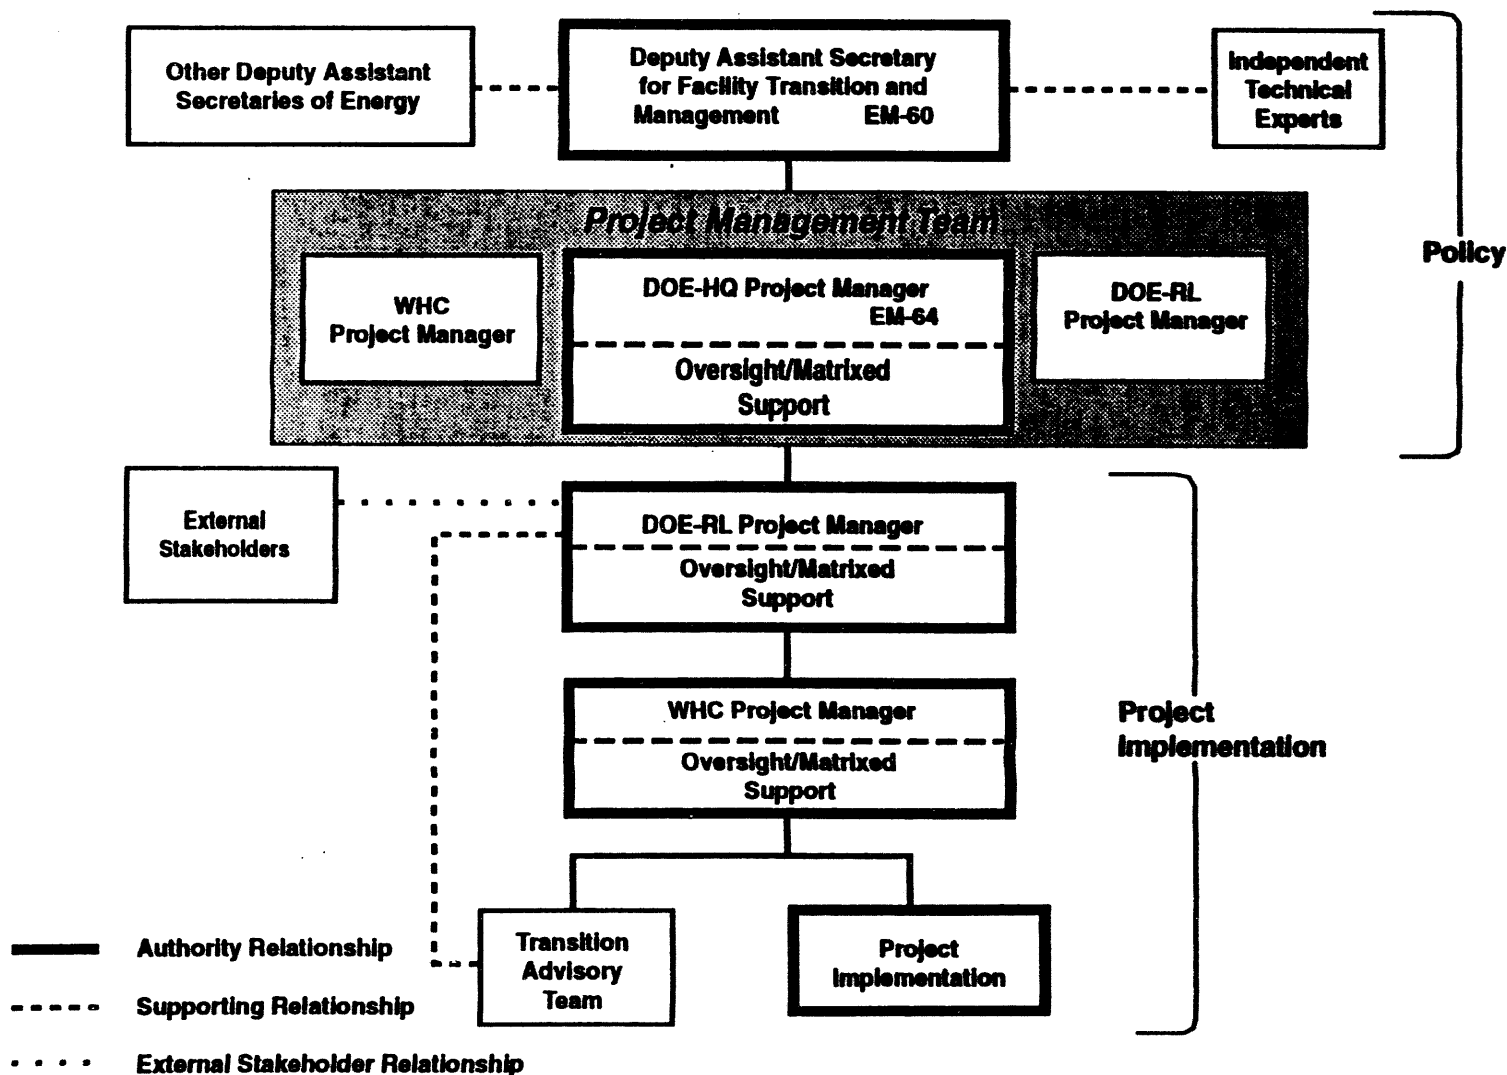 Other Deputy Assistant
Secretaries of Energy
Deputy Assistant Secretary
for Facility Transition and
Management EM-60
Independent
Technical
Experts
Policy
Project Management Team
WHC
Project Manager
DOE-HQ Project Manager
EM-64
Oversight/Matrixed
Support
DOE-RL
Project Manager
External
Stakeholders
DOE-RL Project Manager
Oversight/Matrixed
Support
WHC Project Manager
Oversight/Matrixed
Support
Project
Implementation
Transition
Advisory
Team
Project
Implementation
Authority Relationship
Supporting Relationship
External Stakeholder Relationship